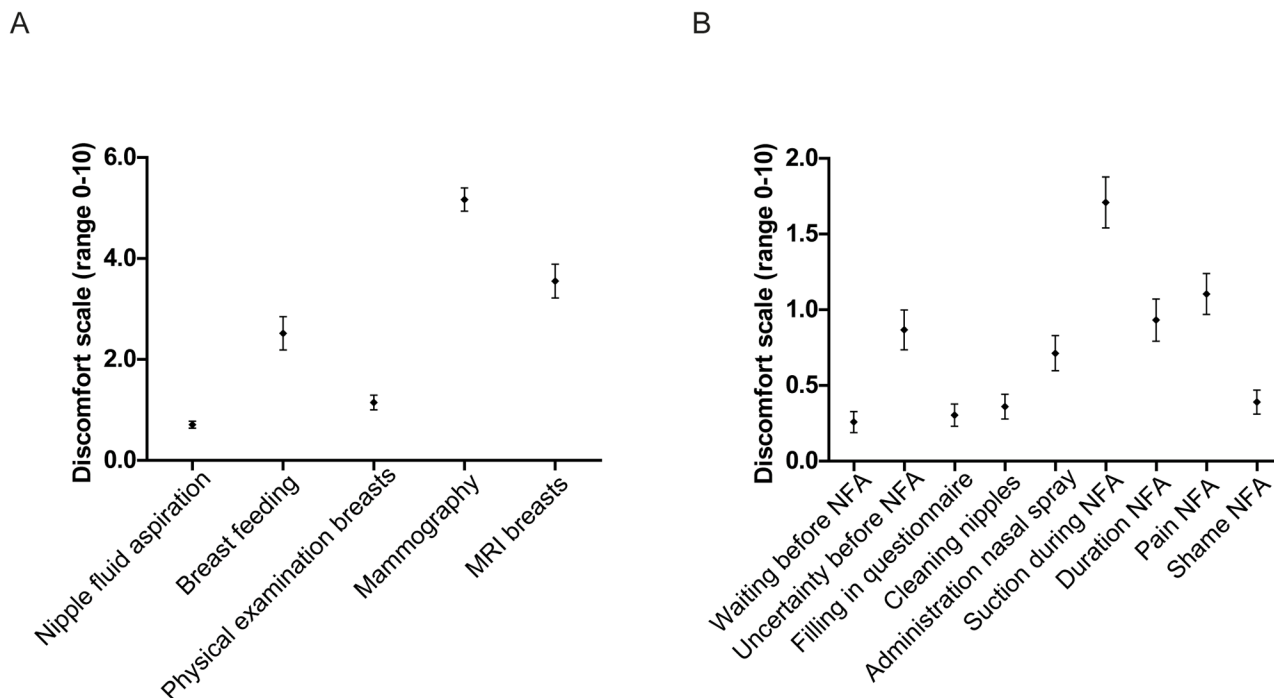 A
B
Discomfort scale (range 0-10)
6.0
4.0
2.0
0.0
Nipple fluid aspiration
Breast feeding
Physical examination breasts
Mammography
MRI breasts
Discomfort scale (range 0-10)
2.0
1.5
1.0
0.5
0.0
Waiting before NFA
Uncertainty before NFA
Filling in questionnaire
Cleaning nipples
Administration nasal spray
Suction during NFA
Duration NFA
Pain NFA
Shame NFA